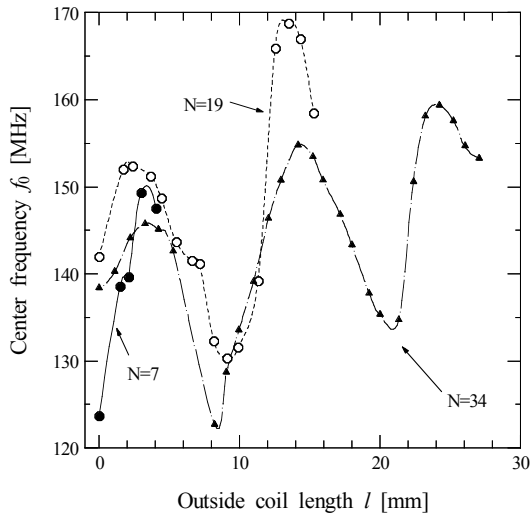 170
160
150
140
130
120
Center frequency f₀ [MHz]
N=19
N=7
N=34
0
10
20
30
Outside coil length l [mm]